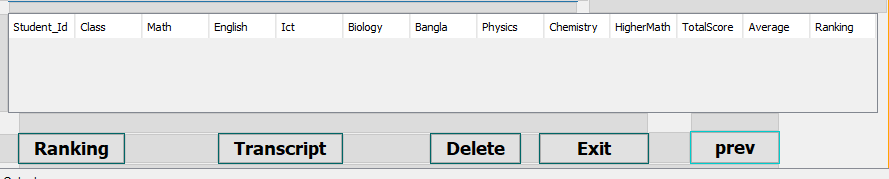 Student_Id Class Math English Ict Biology Bangla Physics Chemistry HigherMath TotalScore Average Ranking
Ranking Transcript Delete Exit prev